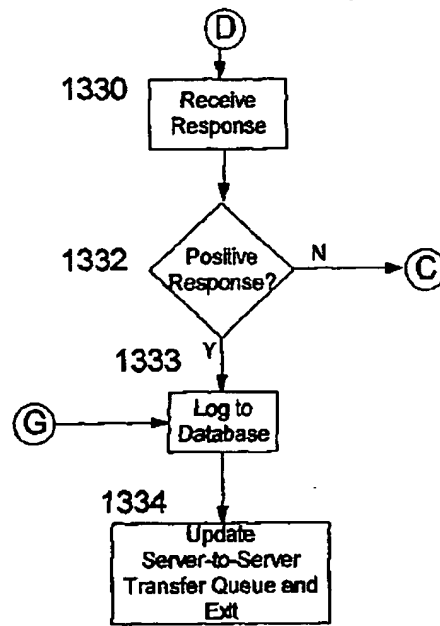 D
1330
Receive
Response
1332
Positive
Response?
N
C
1333
Y
G
Log to
Database
1334
Update
Server-to-Server
Transfer Queue and
Exit